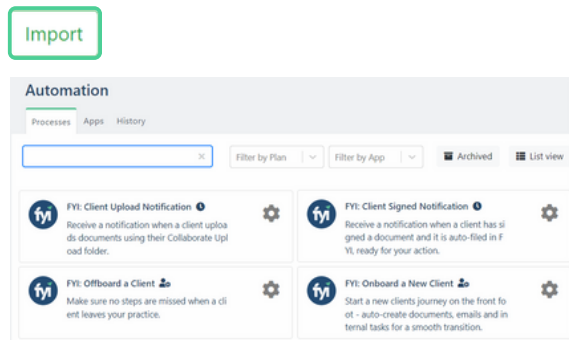 Import
Automation
Processes Apps History
Filter by Plan Filter by App Archived List view
fyi FYI: Client Upload Notification
Receive a notification when a client uploa
ds documents using their Collaborate Upl
oad folder.
fyi FYI: Client Signed Notification
Receive a notification when a client has si
gned a document and it is auto-filed in F
YI, ready for your action.
fyi FYI: Offboard a Client
Make sure no steps are missed when a cli
ent leaves your practice.
fyi FYI: Onboard a New Client
Start a new clients journey on the front fo
ot - auto-create documents, emails and in
ternal tasks for a smooth transition.